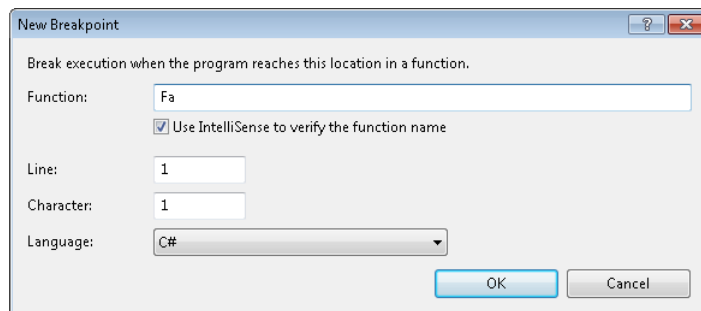 New Breakpoint
Break execution when the program reaches this location in a function.
Function: Fa
Use IntelliSense to verify the function name
Line: 1
Character: 1
Language: C#
OK Cancel